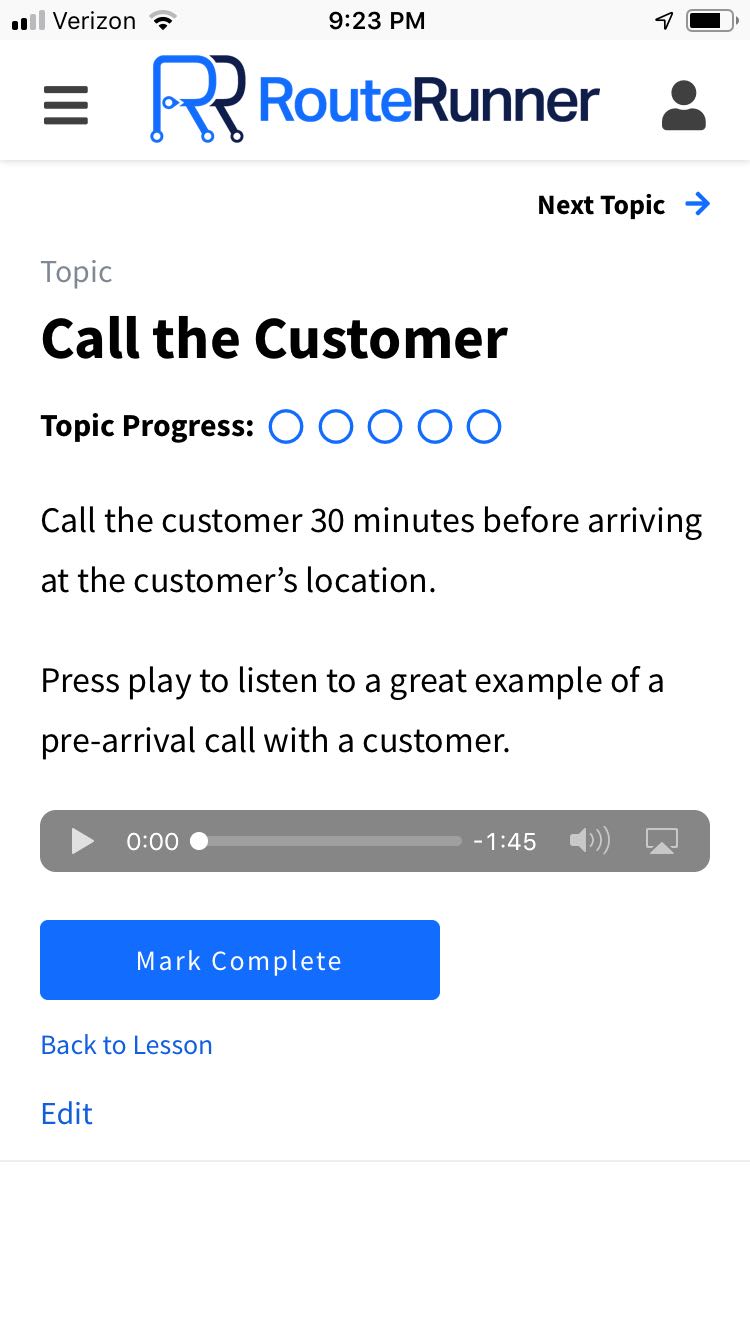 Verizon 9:23 PM
RouteRunner
Next Topic
Topic
Call the Customer
Topic Progress:
Call the customer 30 minutes before arriving
at the customer’s location.
Press play to listen to a great example of a
pre-arrival call with a customer.
0:00 -1:45
Mark Complete
Back to Lesson
Edit